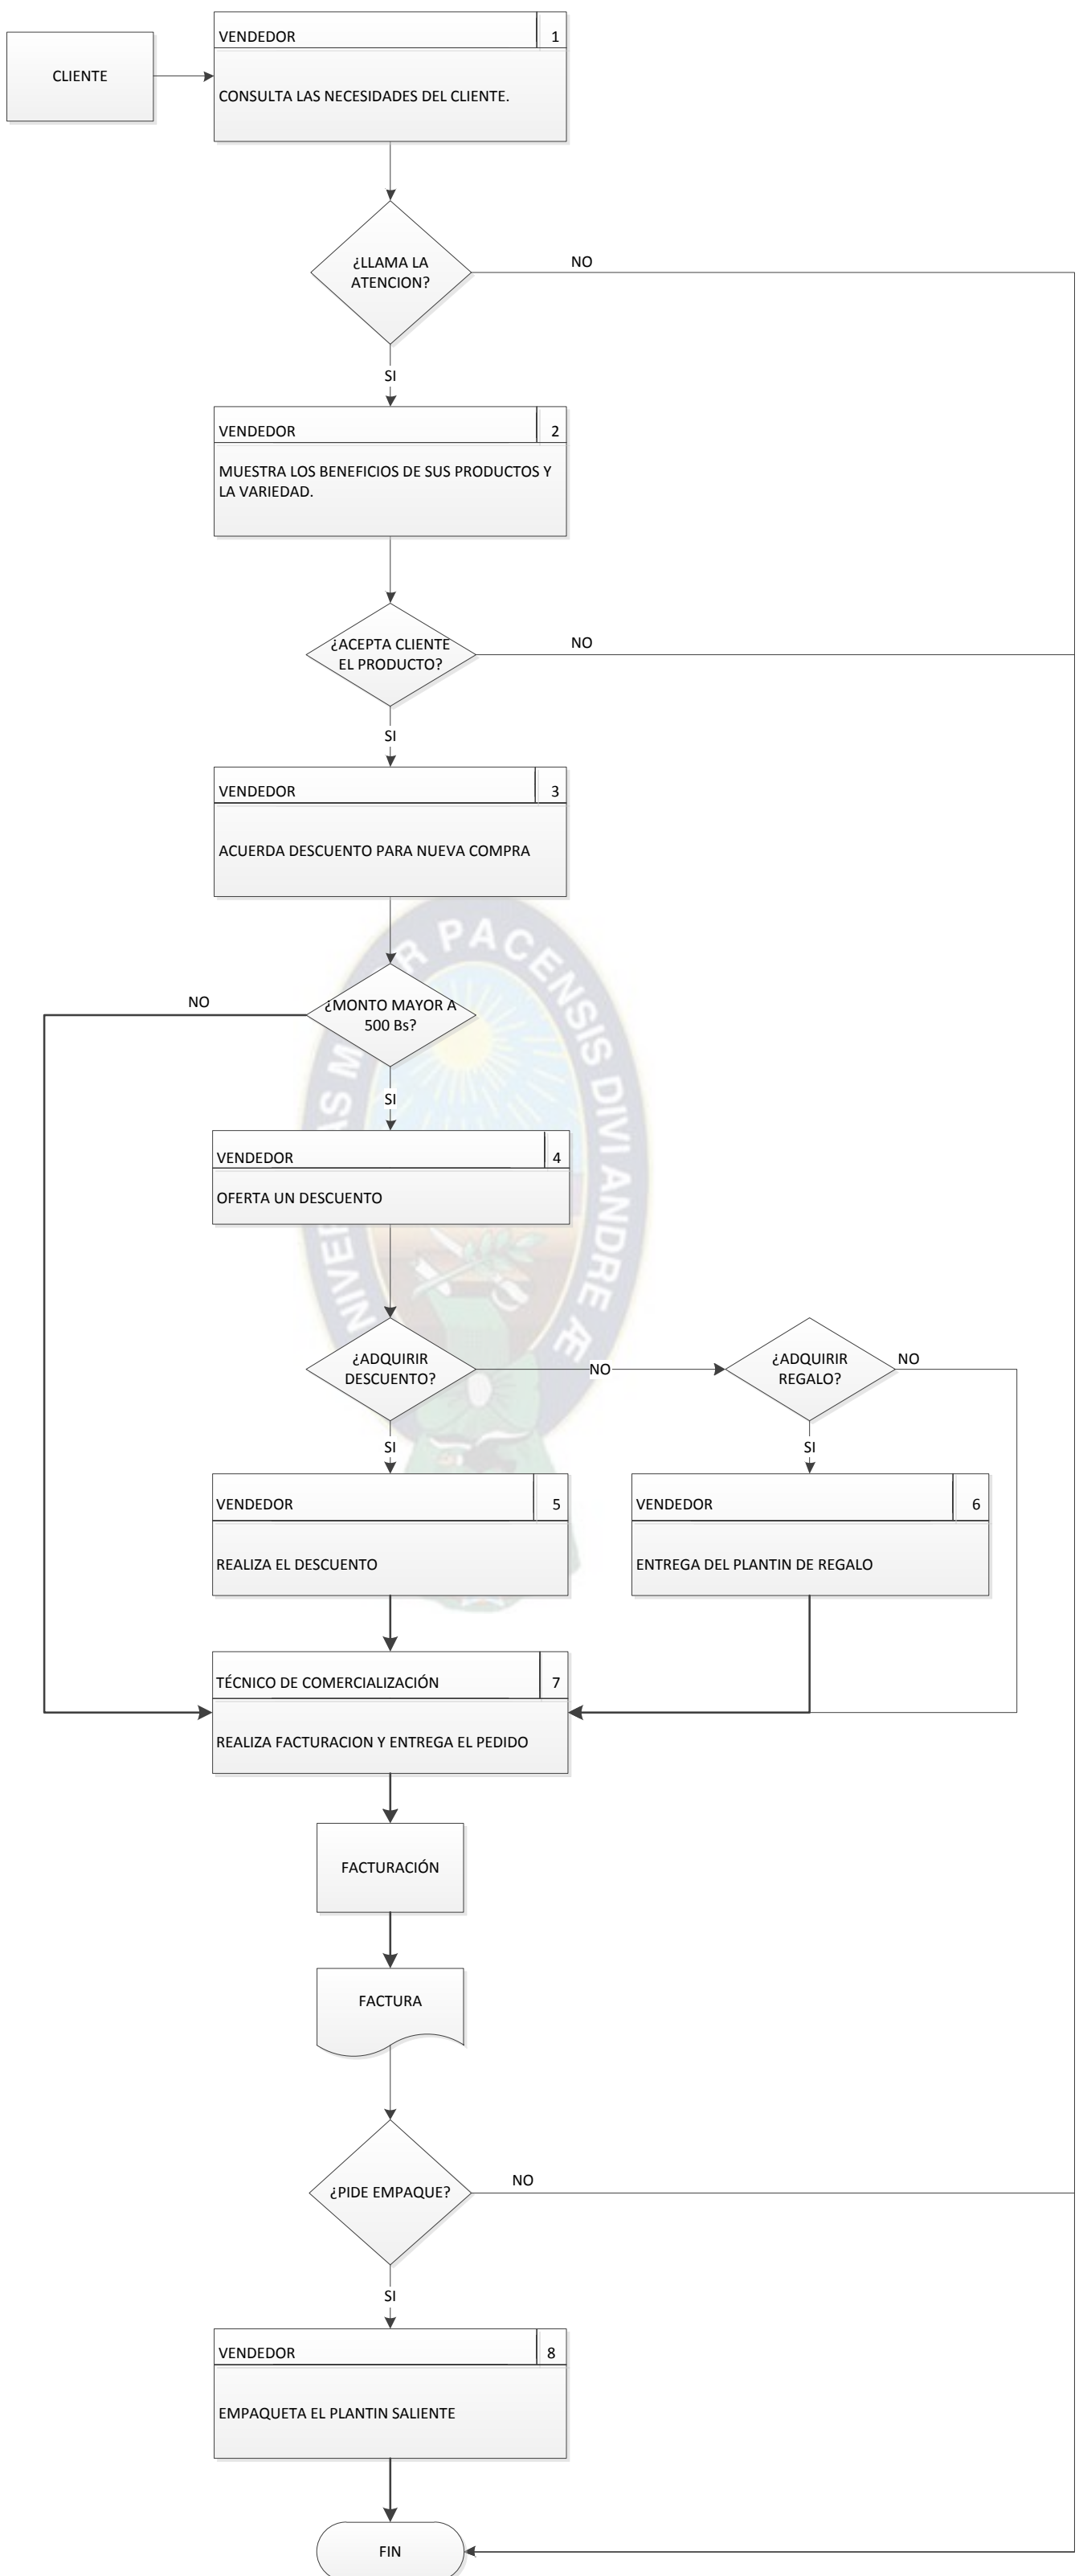 CLIENTE
VENDEDOR 1
CONSULTA LAS NECESIDADES DEL CLIENTE.
¿LLAMA LA
ATENCION?
NO
SI
VENDEDOR 2
MUESTRA LOS BENEFICIOS DE SUS PRODUCTOS Y
LA VARIEDAD.
¿ACEPTA CLIENTE
EL PRODUCTO?
NO
SI
VENDEDOR 3
ACUERDA DESCUENTO PARA NUEVA COMPRA
¿MONTO MAYOR A
500 Bs?
NO
SI
VENDEDOR 4
OFERTA UN DESCUENTO
¿ADQUIRIR
DESCUENTO?
NO
SI
¿ADQUIRIR
REGALO?
NO
SI
VENDEDOR 5
REALIZA EL DESCUENTO
VENDEDOR 6
ENTREGA DEL PLANTIN DE REGALO
TÉCNICO DE COMERCIALIZACIÓN 7
REALIZA FACTURACION Y ENTREGA EL PEDIDO
FACTURACIÓN
FACTURA
¿PIDE EMPAQUE?
NO
SI
VENDEDOR 8
EMPAQUETA EL PLANTIN SALIENTE
FIN
PACENSIS DIVI ANDRE Æ